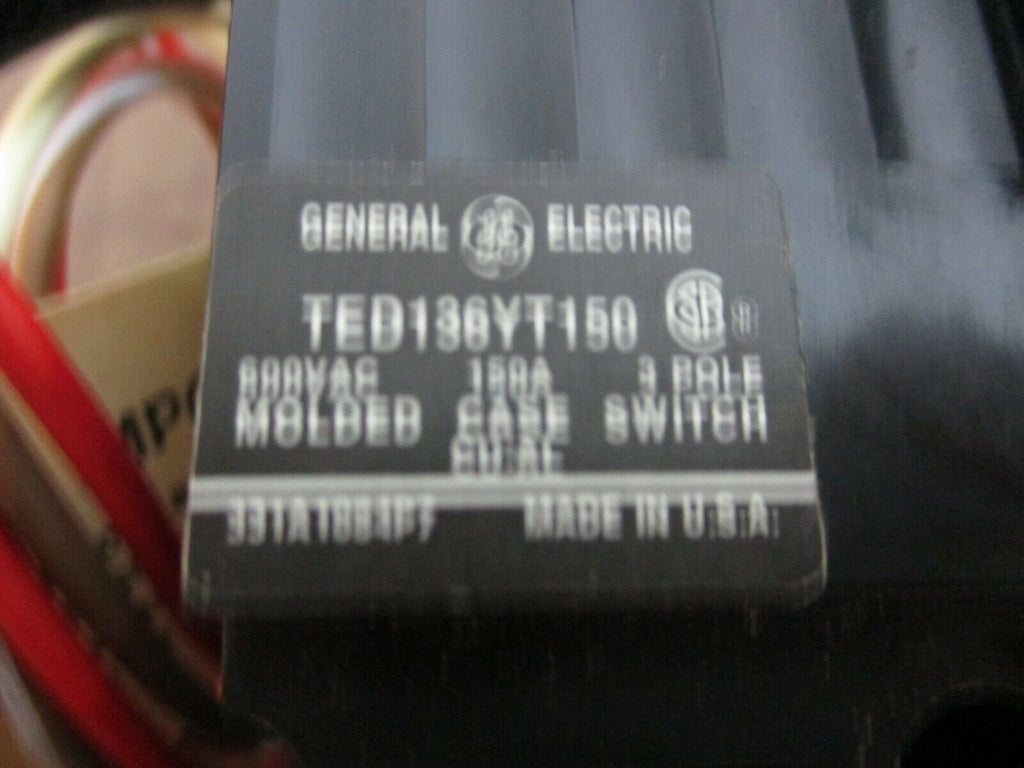 GENERAL ELECTRIC
TED136YT150
600VAC 150A 3 POLE
MOLDED CASE SWITCH
CU/AL
MADE IN U.S.A.